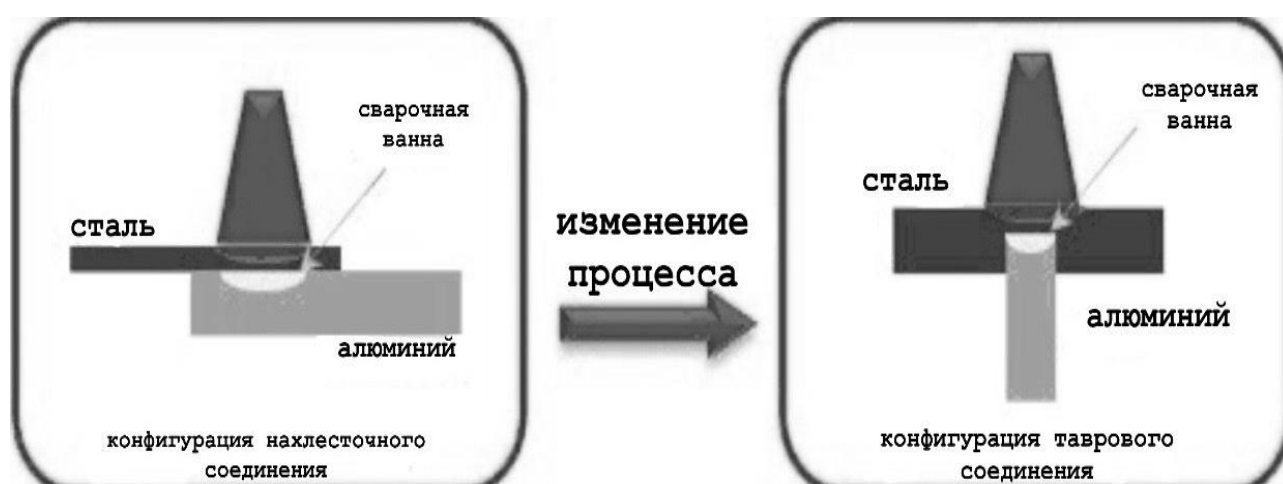 сварочная
ванна
сталь
алюминий
конфигурация нахлесточного
соединения
изменение
процесса
сварочная
ванна
сталь
алюминий
конфигурация таврового
соединения